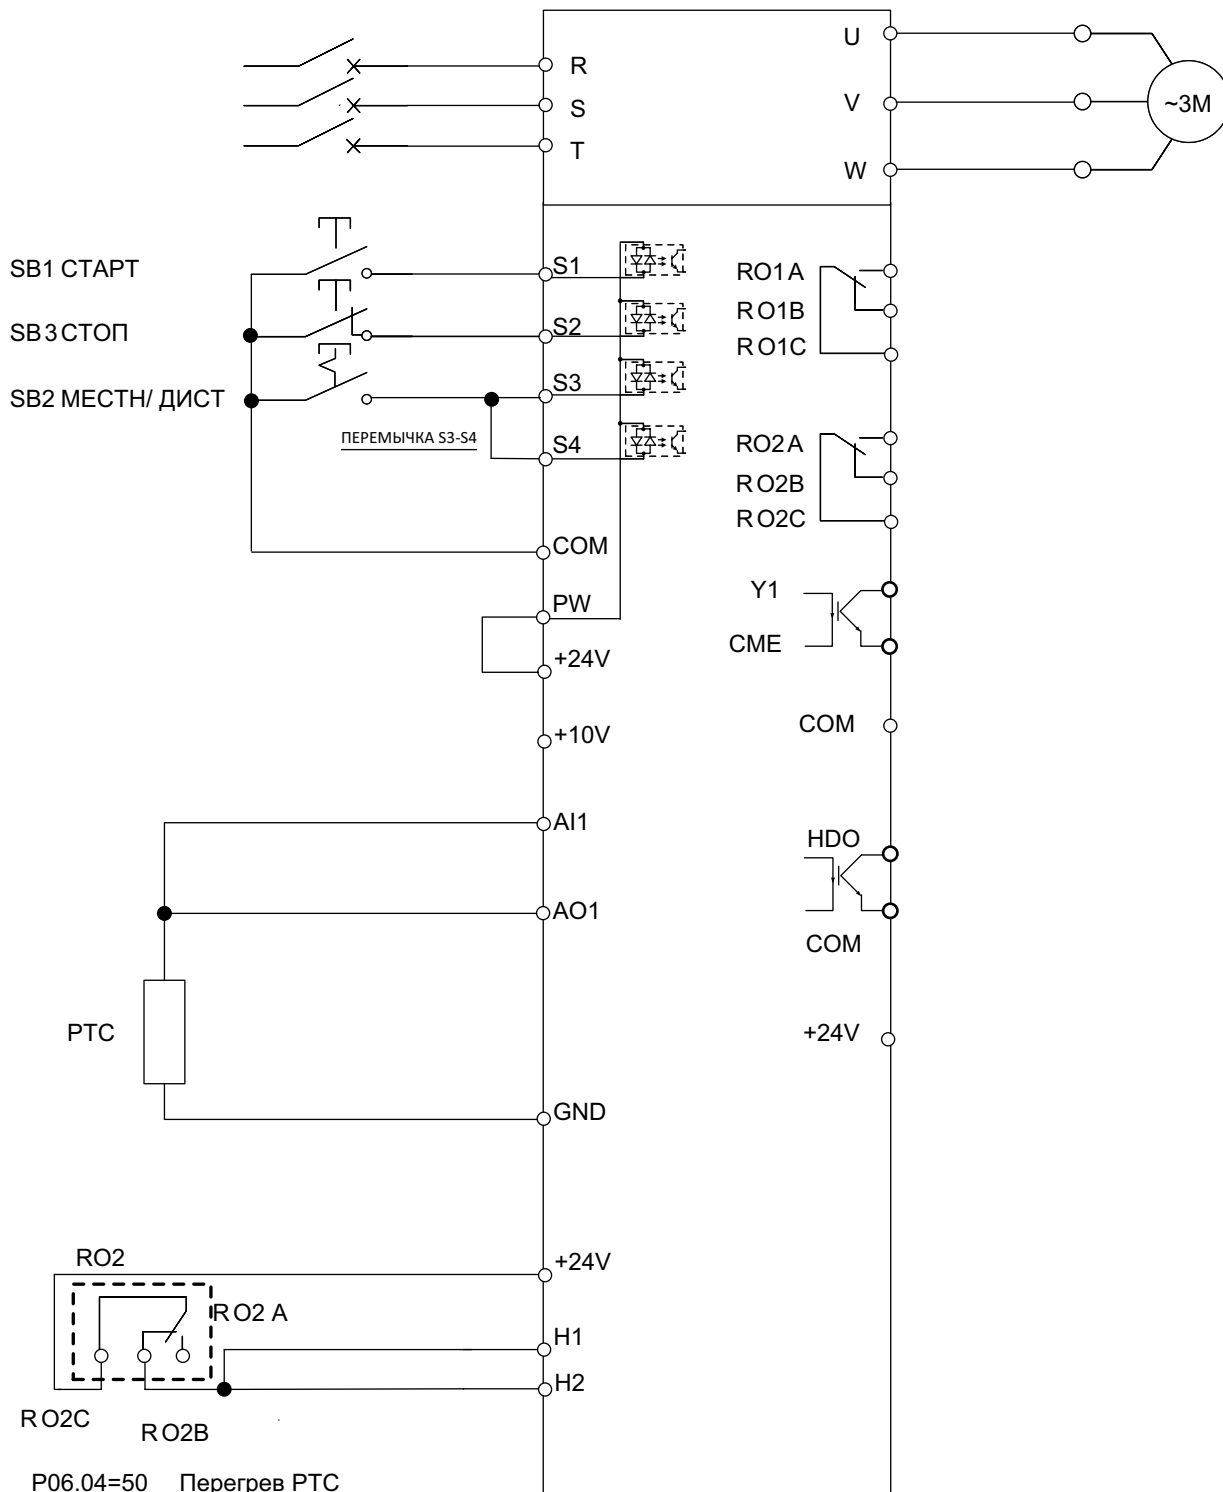 U
R
S
V
~3M
T
W
SB1 СТАРТ
S1
RO1A
RO1B
SB3 СТОП
S2
RO1C
SB2 МЕСТН/ ДИСТ
S3
ПЕРЕМЫЧКА S3-S4
S4
RO2A
RO2B
RO2C
COM
Y1
PW
CME
+24V
COM
+10V
AI1
HDO
AO1
COM
PTC
+24V
GND
RO2
+24V
RO2 A
H1
H2
RO2C
RO2B
P06.04=50 Перегрев PTC